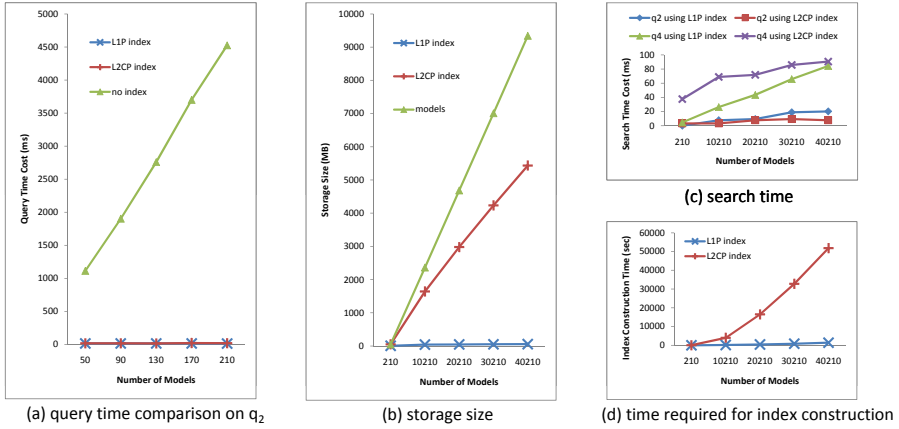 5000
4500
4000
3500
3000
2500
2000
1500
1000
500
0
Query Time Cost (ms)
L1P index
L2CP index
no index
50 90 130 170 210
Number of Models
(a) query time comparison on q2
10000
9000
8000
7000
6000
5000
4000
3000
2000
1000
0
Storage Size (MB)
L1P index
L2CP index
models
210 10210 20210 30210 40210
Number of Models
(b) storage size
q2 using L1P index q2 using L2CP index
q4 using L1P index q4 using L2CP index
100
80
60
40
20
0
Search Time Cost (ms)
210 10210 20210 30210 40210
Number of Models
(c) search time
60000
50000
40000
30000
20000
10000
0
Index Construction Time (sec)
L1P index
L2CP index
210 10210 20210 30210 40210
Number of Models
(d) time required for index construction